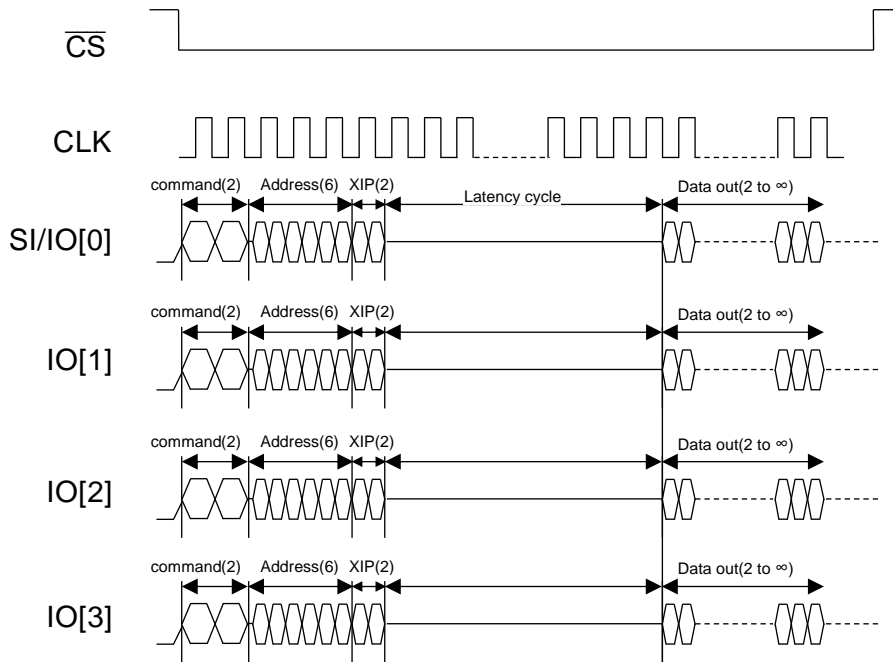 CS
CLK
command(2) Address(6) XIP(2) Latency cycle Data out(2 to ∞)
SI/IO[0]
command(2) Address(6) XIP(2) Data out(2 to ∞)
IO[1]
command(2) Address(6) XIP(2) Data out(2 to ∞)
IO[2]
command(2) Address(6) XIP(2) Data out(2 to ∞)
IO[3]